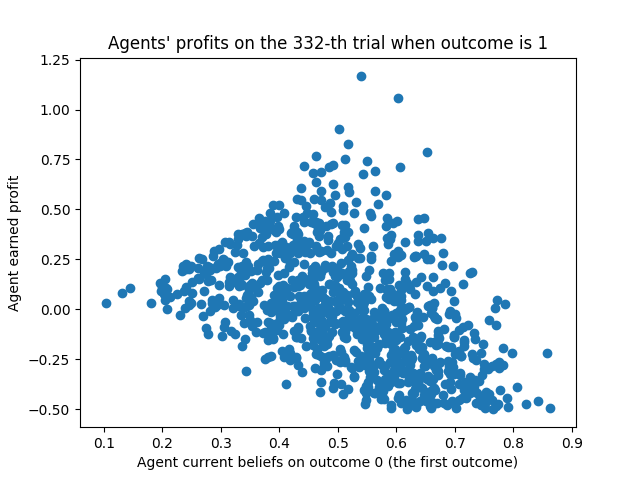 Agents' profits on the 332-th trial when outcome is 1
1.25
1.00
0.75
0.50
0.25
0.00
−0.25
−0.50
Agent earned profit
0.1 0.2 0.3 0.4 0.5 0.6 0.7 0.8 0.9
Agent current beliefs on outcome 0 (the first outcome)